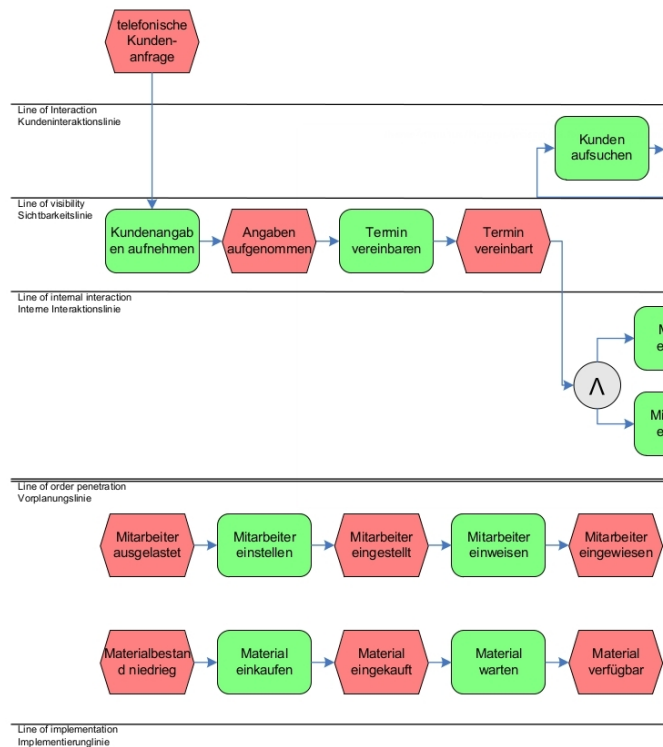 telefonische
Kunden-
anfrage
Line of Interaction
Kundeninteraktionslinie
Kunden
aufsuchen
Line of visibility
Sichtbarkeitslinie
Kundenangab
en aufnehmen
Angaben
aufgenommen
Termin
vereinbaren
Termin
vereinbart
Line of internal interaction
Interne Interaktionslinie
Λ
Line of order penetration
Vorplanungslinie
Mitarbeiter
ausgelastet
Mitarbeiter
einstellen
Mitarbeiter
eingestellt
Mitarbeiter
einweisen
Mitarbeiter
eingewiesen
Materialbestan
d niedrieg
Material
einkaufen
Material
eingekauft
Material
warten
Material
verfügbar
Line of implementation
Implementierunglinie